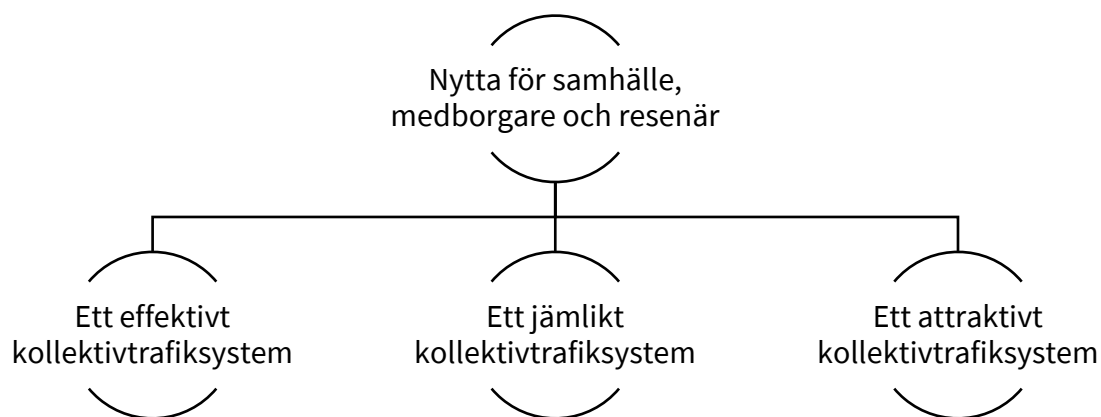 Nytta för samhälle,
medborgare och resenär
Ett effektivt
kollektivtrafiksystem
Ett jämlikt
kollektivtrafiksystem
Ett attraktivt
kollektivtrafiksystem